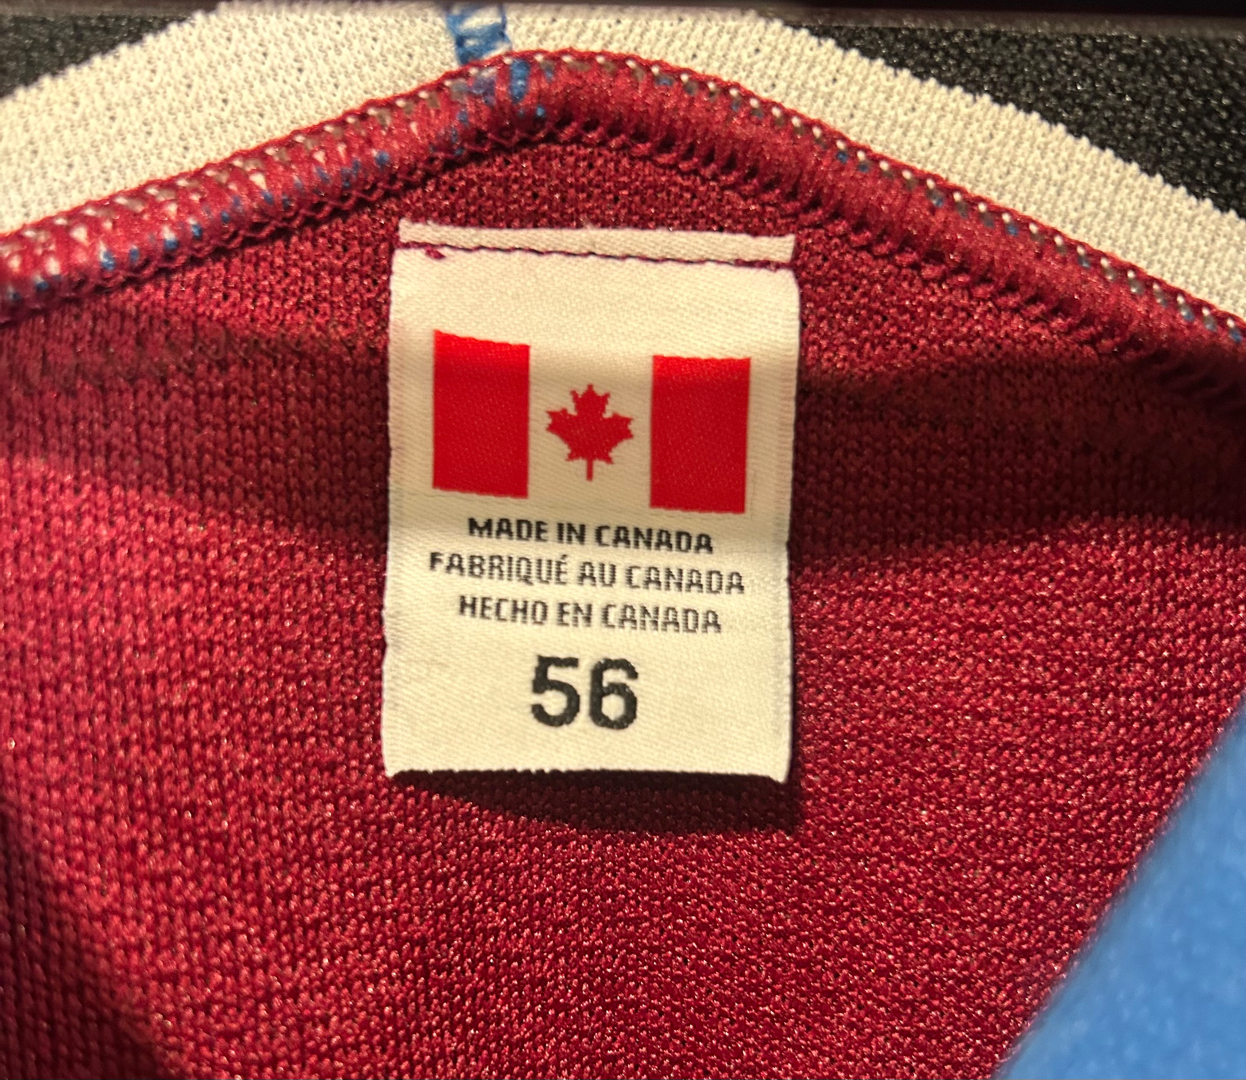 MADE IN CANADA
FABRIQUÉ AU CANADA
HECHO EN CANADA
56